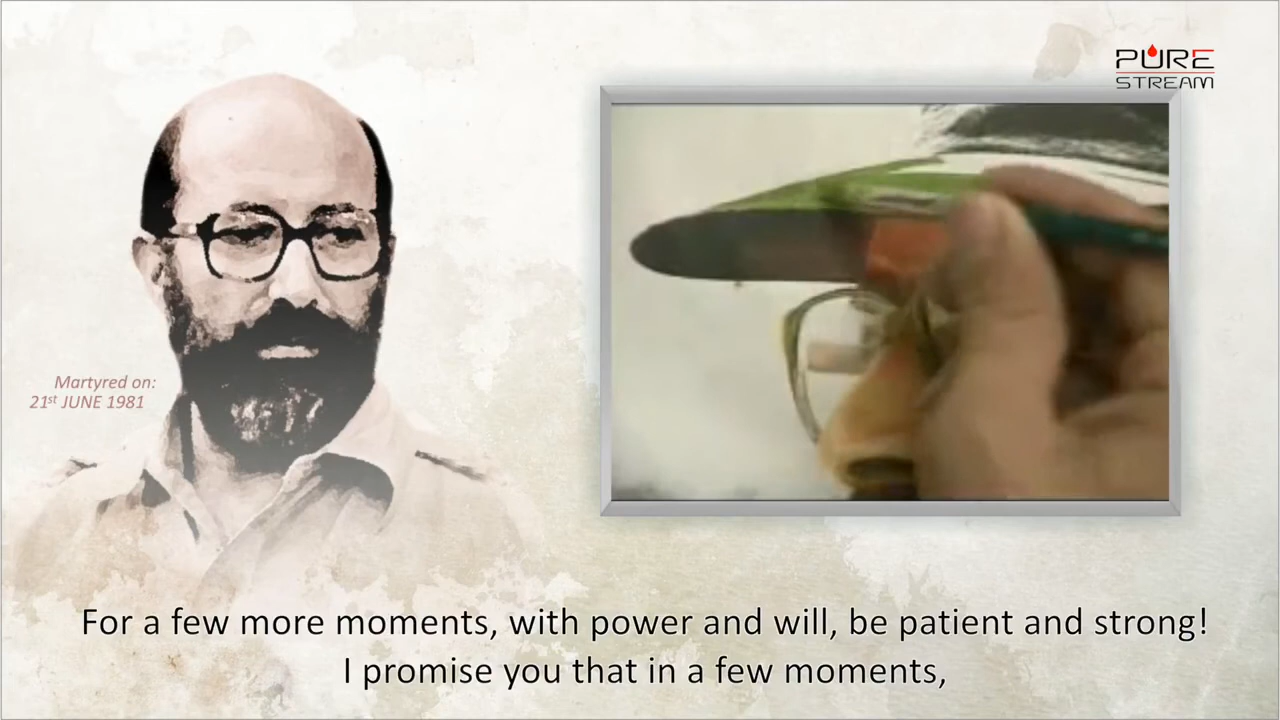 PURE
STREAM
Martyred on:
21st JUNE 1981
For a few more moments, with power and will, be patient and strong!
I promise you that in a few moments,